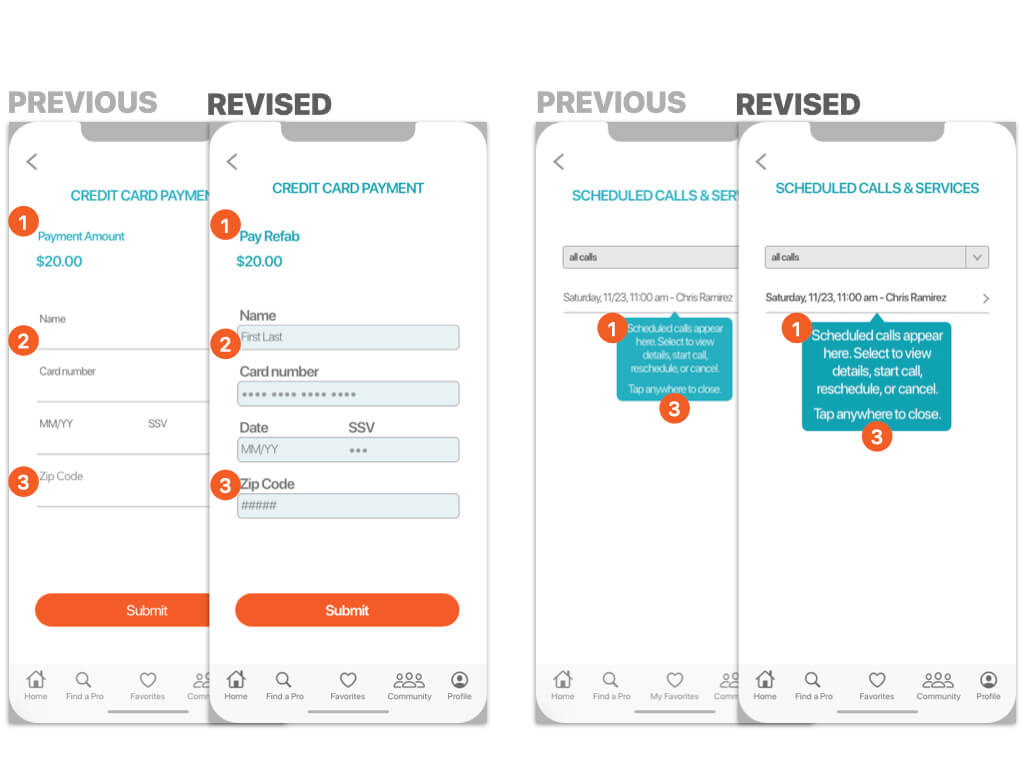 PREVIOUS
REVISED
CREDIT CARD PAYMEN
1
Payment Amount
$20.00
Name
2
Card number
MM/YY SSV
3
Zip Code
Submit
Home Find a Pro Favorites Comm
CREDIT CARD PAYMENT
1
Pay Refab
$20.00
Name
2
First Last
Card number
•••• •••• •••• ••••
Date SSV
MM/YY •••
3
Zip Code
#####
Submit
Home Find a Pro Favorites Community Profile
PREVIOUS
REVISED
SCHEDULED CALLS & SER
all calls
Saturday, 11/23, 11:00 am - Chris Ramirez
1
Scheduled calls appear
here. Select to view
details, start call,
reschedule, or cancel.
Tap anywhere to close.
3
Home Find a Pro My Favorites Comm
SCHEDULED CALLS & SERVICES
all calls
Saturday, 11/23, 11:00 am - Chris Ramirez
1
Scheduled calls appear
here. Select to view
details, start call,
reschedule, or cancel.
Tap anywhere to close.
3
Home Find a Pro Favorites Community Profile